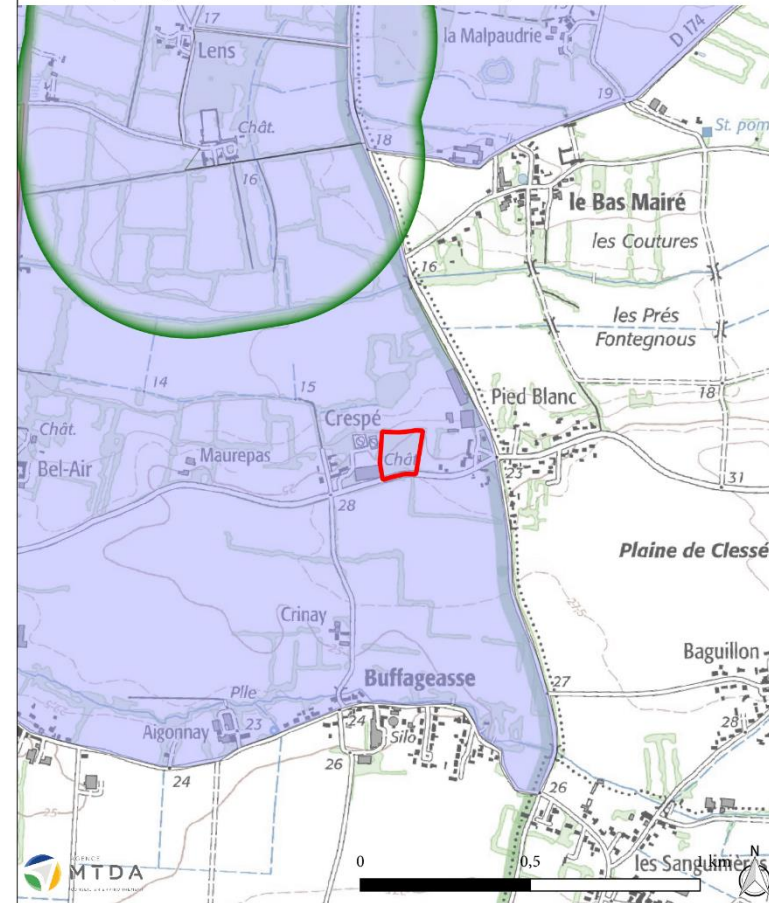 17
Lens
la Malpaudrie
D 174
19
St. pom
Chât.
18
16
le Bas Mairé
les Coutures
16
les Prés
Fontegnous
14
15
18
Pied Blanc
Crespé
Chât.
Maurepas
Chât.
Bel-Air
23
31
28
Plaine de Clessé
Crinay
Baguillon
27
Buffageasse
Plle
Aigonnay
23
24
Silo
28
26
24
25
26
AGENCE
MTDA
0
0,5
1 km
N
les Sanguinières